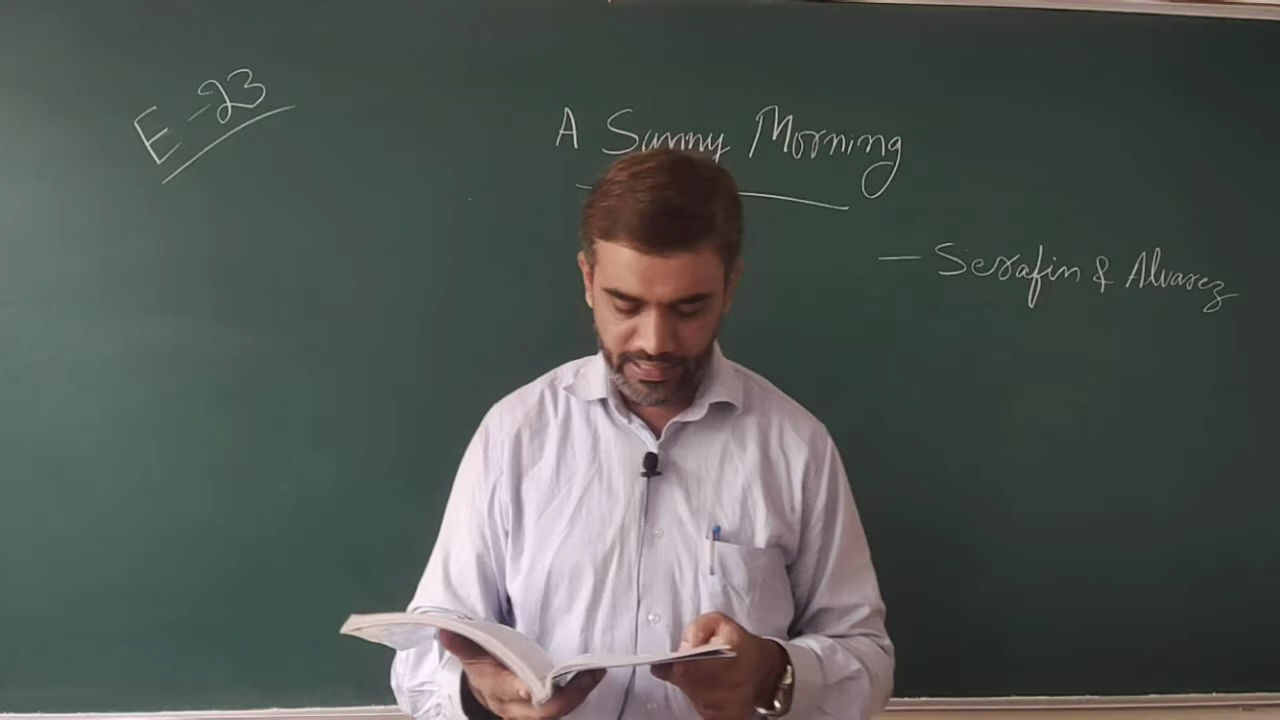 E-23
A Sunny Morning
— Serafin & Alvarez